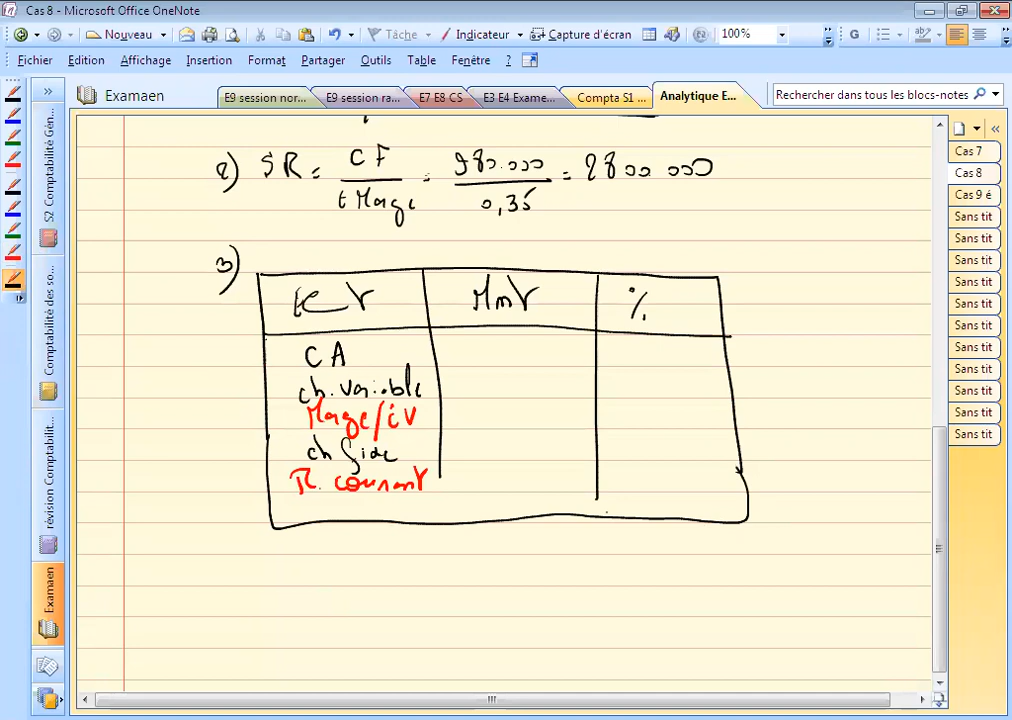 Cas 8 - Microsoft Office OneNote
Nouveau Tâche Indicateur Capture d'écran 100% G
Fichier Edition Affichage Insertion Format Partager Outils Table Fenêtre ?
Examaen E9 session nor... E9 session ra... E7 E8 CS E3 E4 Exame... Compta S1 ... Analytique E... Rechercher dans tous les blocs-notes
S2 Comptabilité Gén...
Comptabilité des so...
révision Comptabilit...
Examaen
2) SR = CF / t Marge = 980.000 / 0,35 = 2800 000
3)
Mnt %
CA
ch. variable
Marge/CV
ch fixe
R. courant
Cas 7
Cas 8
Cas 9 é
Sans tit
Sans tit
Sans tit
Sans tit
Sans tit
Sans tit
Sans tit
Sans tit
Sans tit
Sans tit
Sans tit